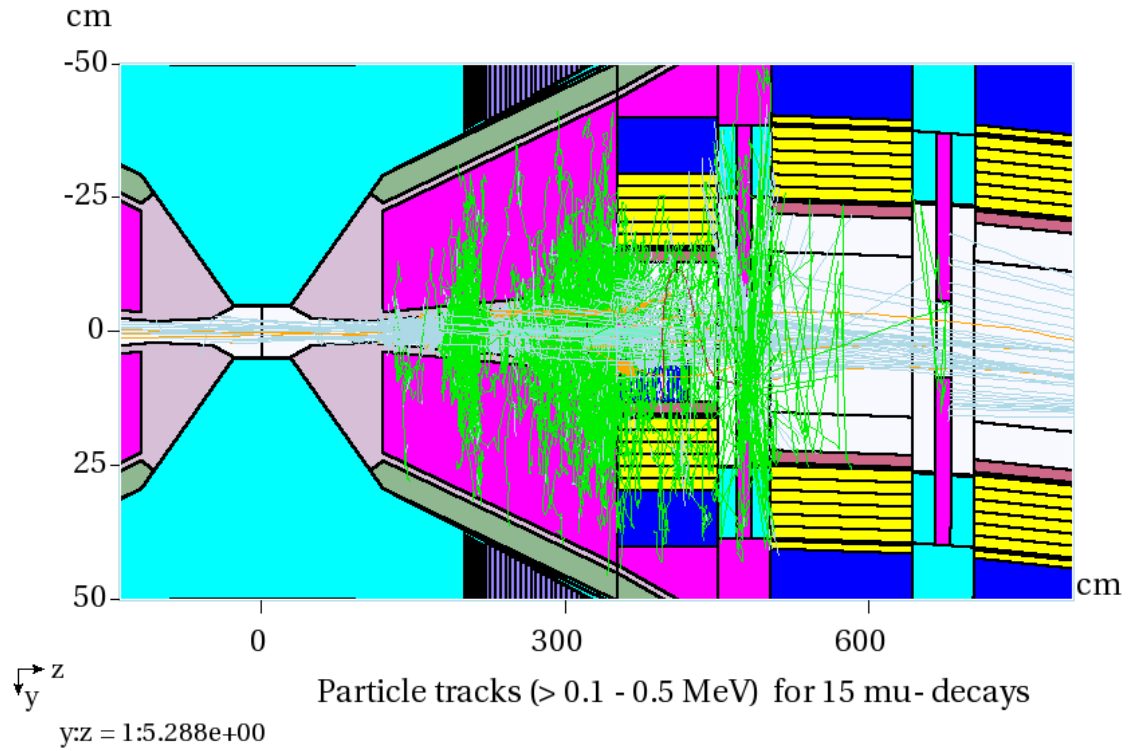 cm
-50
-25
0
25
50
cm
0 300 600
z
y
Particle tracks (> 0.1 - 0.5 MeV) for 15 mu- decays
y:z = 1:5.288e+00